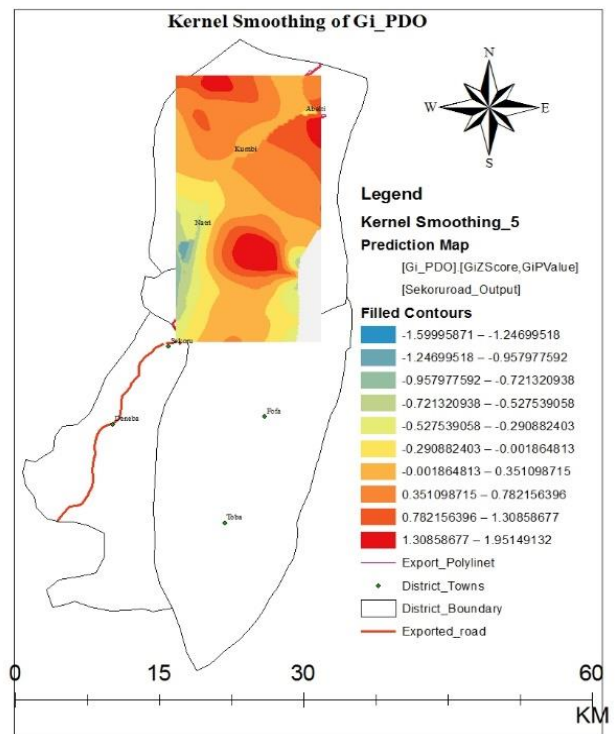 Kernel Smoothing of Gi_PDO
N
W
E
S
Abelti
Kumbi
Natri
Sekoru
Danaba
Fofa
Toba
Legend
Kernel Smoothing_5
Prediction Map
[Gi_PDO].[GiZScore,GiPValue]
[Sekoruroad_Output]
Filled Contours
-1.59995871 – -1.24699518
-1.24699518 – -0.957977592
-0.957977592 – -0.721320938
-0.721320938 – -0.527539058
-0.527539058 – -0.290882403
-0.290882403 – -0.001864813
-0.001864813 – 0.351098715
0.351098715 – 0.782156396
0.782156396 – 1.30858677
1.30858677 – 1.95149132
Export_Polylinet
District_Towns
District_Boundary
Exported_road
0
15
30
60
KM